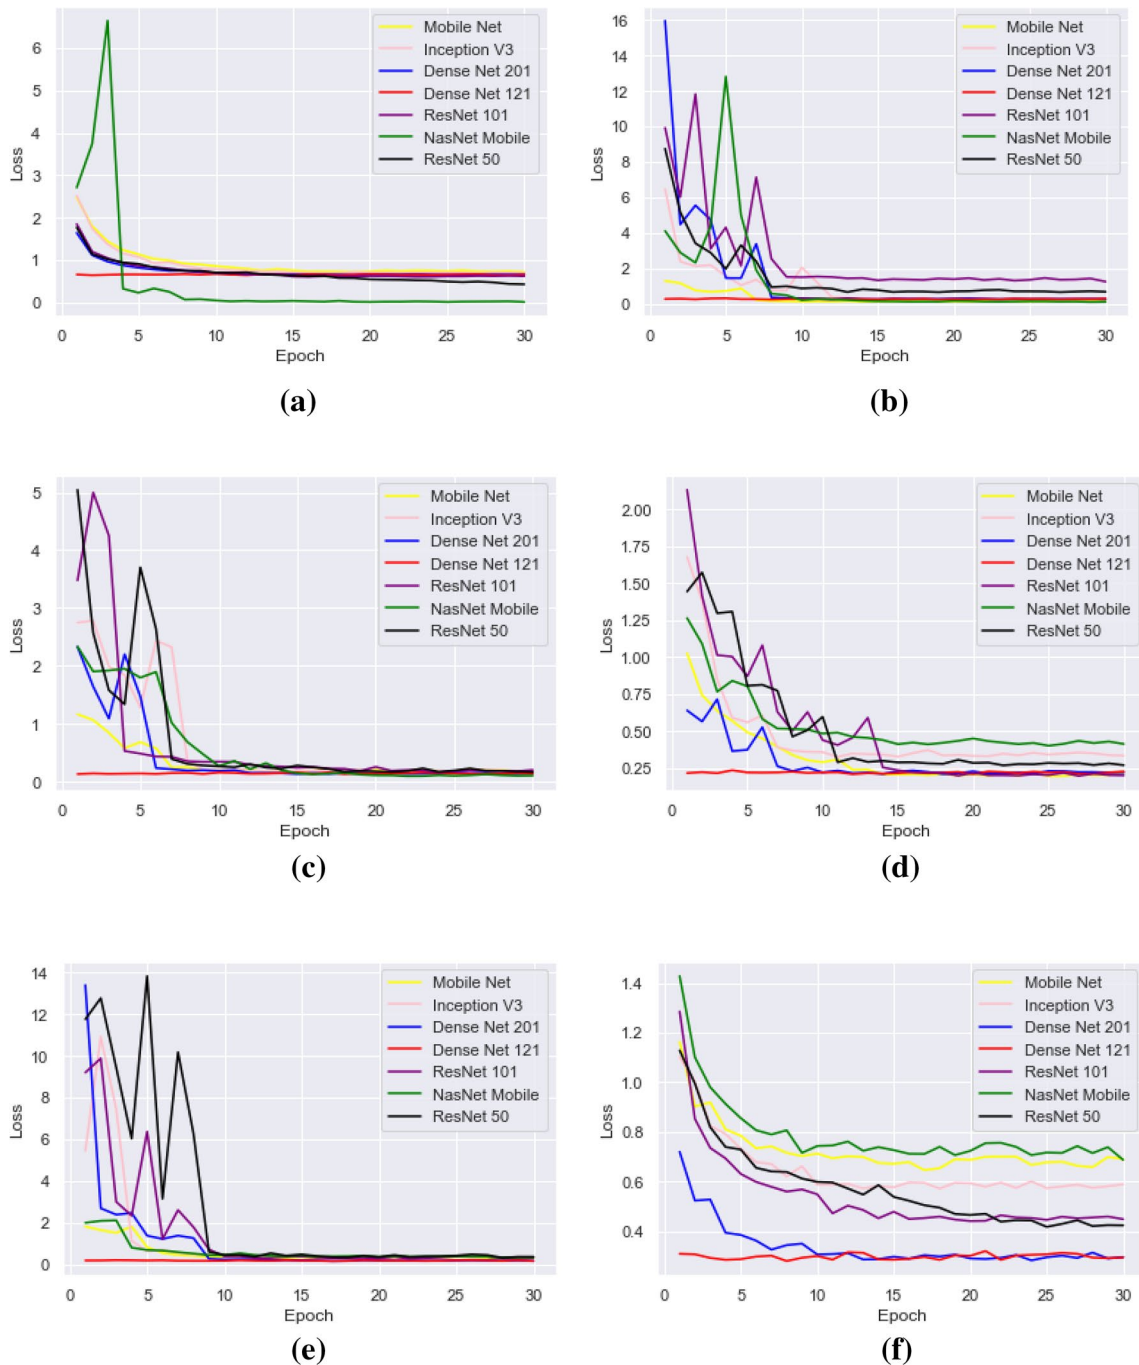 6
5
4
3
2
1
0
Loss
0 5 10 15 20 25 30
Epoch
Mobile Net
Inception V3
Dense Net 201
Dense Net 121
ResNet 101
NasNet Mobile
ResNet 50
(a)
16
14
12
10
8
6
4
2
0
Loss
0 5 10 15 20 25 30
Epoch
Mobile Net
Inception V3
Dense Net 201
Dense Net 121
ResNet 101
NasNet Mobile
ResNet 50
(b)
5
4
3
2
1
0
Loss
0 5 10 15 20 25 30
Epoch
Mobile Net
Inception V3
Dense Net 201
Dense Net 121
ResNet 101
NasNet Mobile
ResNet 50
(c)
2.00
1.75
1.50
1.25
1.00
0.75
0.50
0.25
Loss
0 5 10 15 20 25 30
Epoch
Mobile Net
Inception V3
Dense Net 201
Dense Net 121
ResNet 101
NasNet Mobile
ResNet 50
(d)
14
12
10
8
6
4
2
0
Loss
0 5 10 15 20 25 30
Epoch
Mobile Net
Inception V3
Dense Net 201
Dense Net 121
ResNet 101
NasNet Mobile
ResNet 50
(e)
1.4
1.2
1.0
0.8
0.6
0.4
Loss
0 5 10 15 20 25 30
Epoch
Mobile Net
Inception V3
Dense Net 201
Dense Net 121
ResNet 101
NasNet Mobile
ResNet 50
(f)